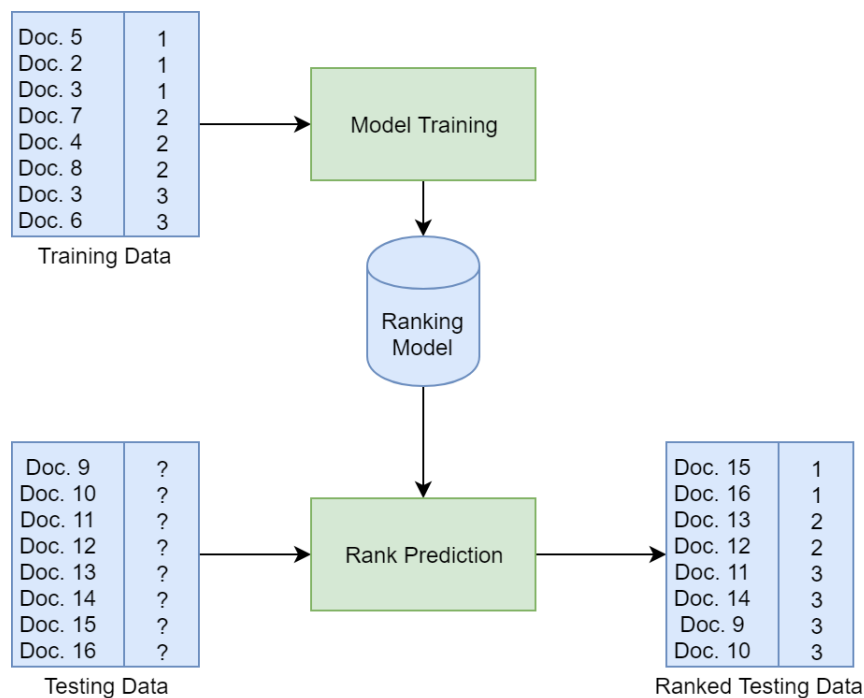 Doc. 5 1
Doc. 2 1
Doc. 3 1
Doc. 7 2
Doc. 4 2
Doc. 8 2
Doc. 3 3
Doc. 6 3
Training Data
Model Training
Ranking
Model
Doc. 9 ?
Doc. 10 ?
Doc. 11 ?
Doc. 12 ?
Doc. 13 ?
Doc. 14 ?
Doc. 15 ?
Doc. 16 ?
Testing Data
Rank Prediction
Doc. 15 1
Doc. 16 1
Doc. 13 2
Doc. 12 2
Doc. 11 3
Doc. 14 3
Doc. 9 3
Doc. 10 3
Ranked Testing Data